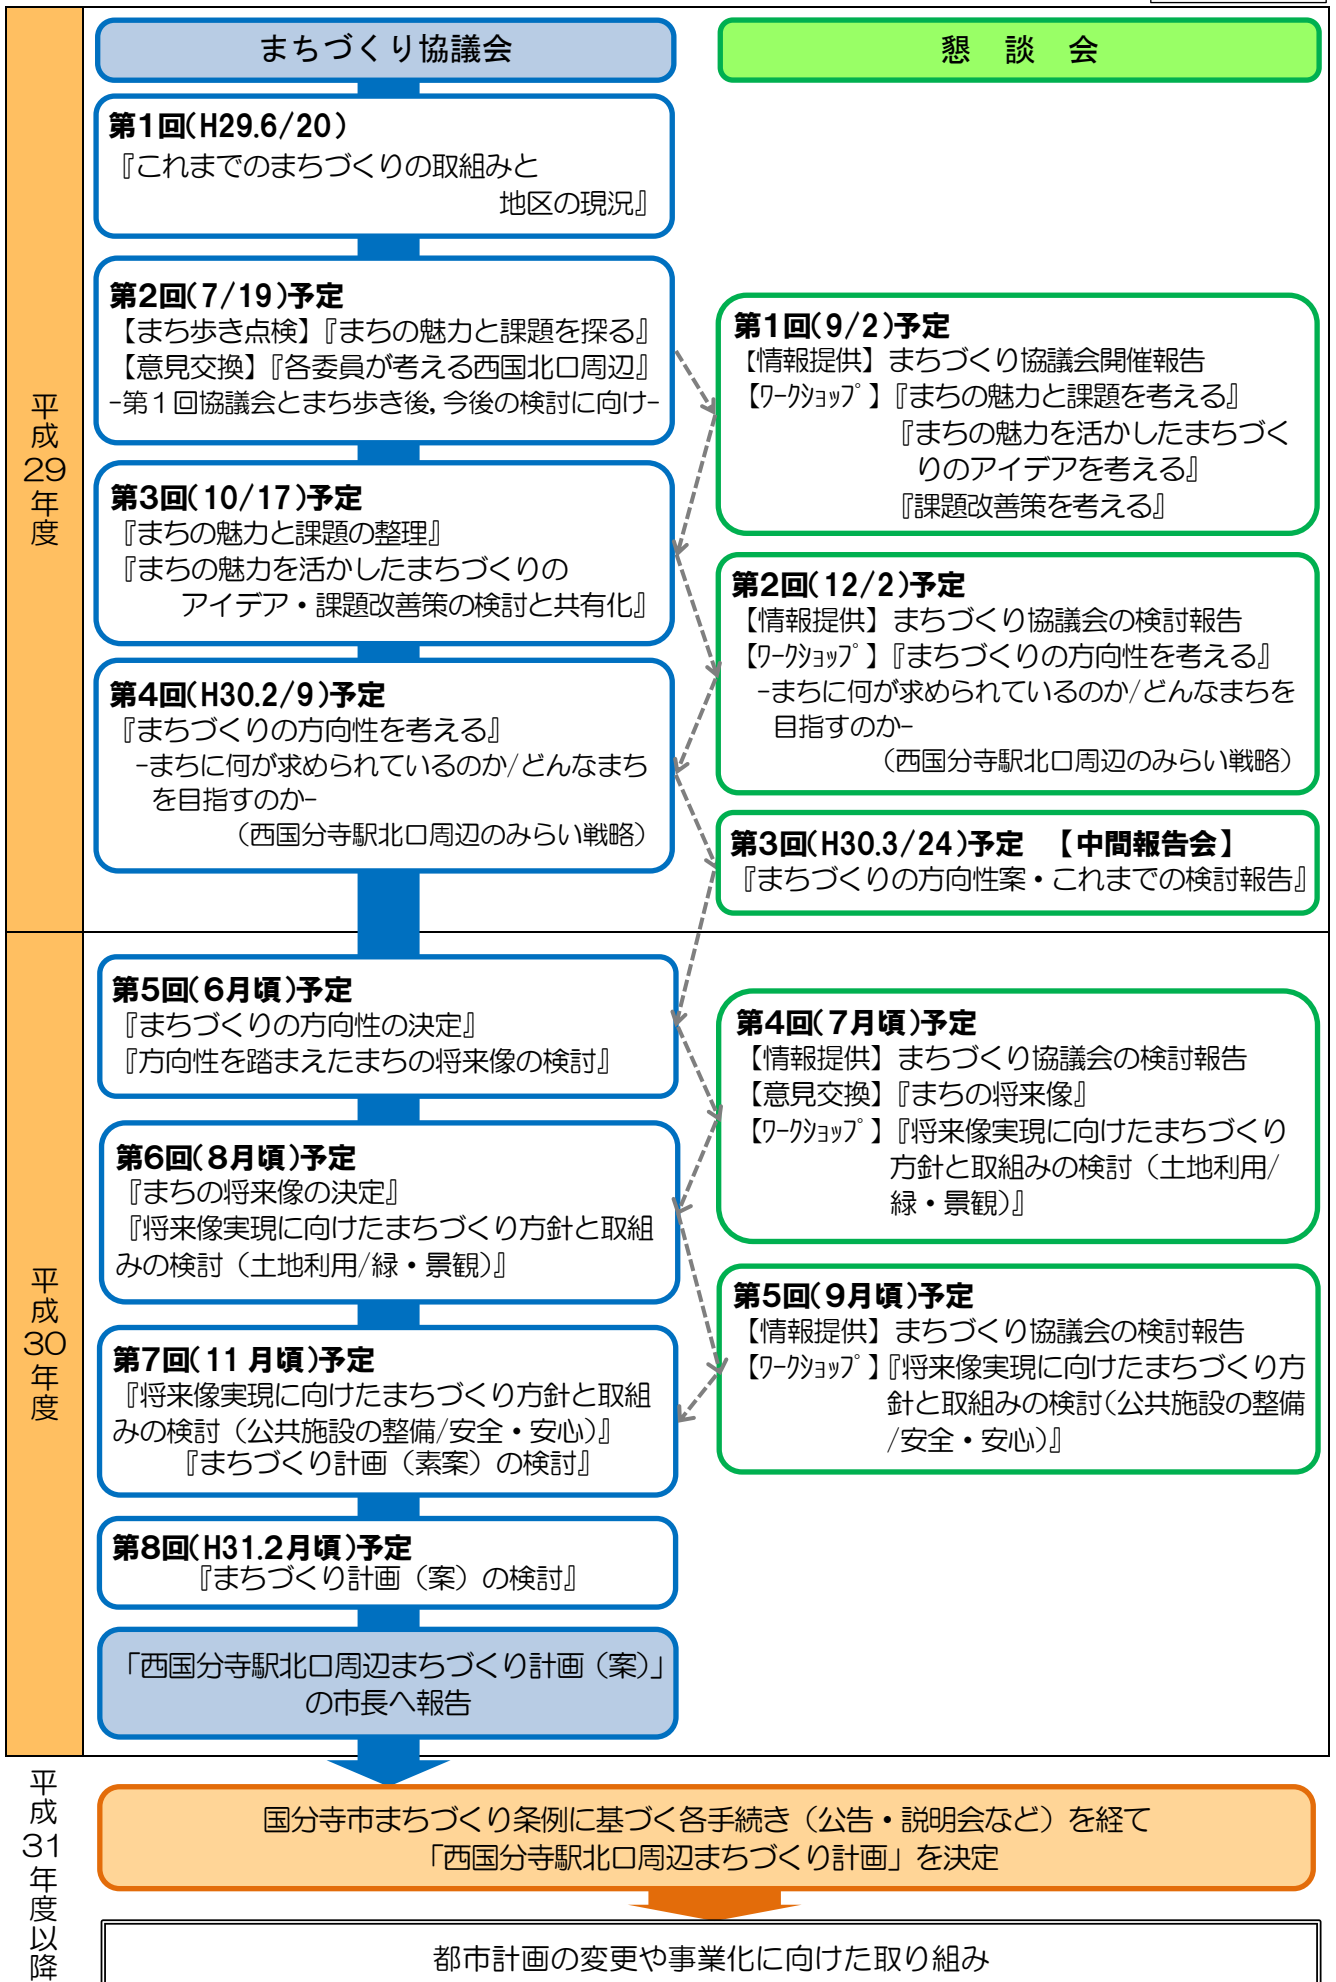 まちづくり協議会
懇　談　会
平成29年度
第1回(H29.6/20)
『これまでのまちづくりの取組みと
地区の現況』
第2回(7/19)予定
【まち歩き点検】『まちの魅力と課題を探る』
【意見交換】『各委員が考える西国北口周辺』
-第１回協議会とまち歩き後,今後の検討に向け-
第1回(9/2)予定
【情報提供】まちづくり協議会開催報告
【ﾜｰｸｼｮｯﾌﾟ】『まちの魅力と課題を考える』
『まちの魅力を活かしたまちづく
りのアイデアを考える』
『課題改善策を考える』
第3回(10/17)予定
『まちの魅力と課題の整理』
『まちの魅力を活かしたまちづくりの
アイデア・課題改善策の検討と共有化』
第2回(12/2)予定
【情報提供】まちづくり協議会の検討報告
【ﾜｰｸｼｮｯﾌﾟ】『まちづくりの方向性を考える』
-まちに何が求められているのか/どんなまちを
目指すのか-
（西国分寺駅北口周辺のみらい戦略）
第4回(H30.2/9)予定
『まちづくりの方向性を考える』
-まちに何が求められているのか/どんなまち
を目指すのか-
（西国分寺駅北口周辺のみらい戦略）
第3回(H30.3/24)予定　【中間報告会】
『まちづくりの方向性案・これまでの検討報告』
平成30年度
第5回(6月頃)予定
『まちづくりの方向性の決定』
『方向性を踏まえたまちの将来像の検討』
第4回(7月頃)予定
【情報提供】まちづくり協議会の検討報告
【意見交換】『まちの将来像』
【ﾜｰｸｼｮｯﾌﾟ】『将来像実現に向けたまちづくり
方針と取組みの検討（土地利用/
緑・景観）』
第6回(8月頃)予定
『まちの将来像の決定』
『将来像実現に向けたまちづくり方針と取組
みの検討（土地利用/緑・景観）』
第5回(9月頃)予定
【情報提供】まちづくり協議会の検討報告
【ﾜｰｸｼｮｯﾌﾟ】『将来像実現に向けたまちづくり方
針と取組みの検討（公共施設の整備
/安全・安心）』
第7回(11月頃)予定
『将来像実現に向けたまちづくり方針と取組
みの検討（公共施設の整備/安全・安心）』
『まちづくり計画（素案）の検討』
第8回(H31.2月頃)予定
『まちづくり計画（案）の検討』
「西国分寺駅北口周辺まちづくり計画（案）」
の市長へ報告
平成31年度以降
国分寺市まちづくり条例に基づく各手続き（公告・説明会など）を経て
「西国分寺駅北口周辺まちづくり計画」を決定
都市計画の変更や事業化に向けた取り組み